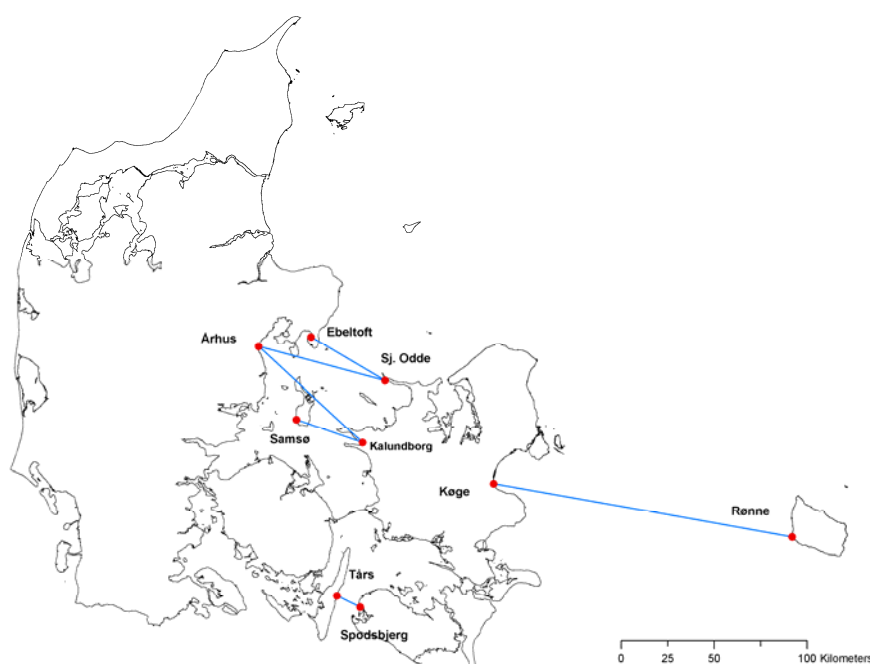 Ebeltoft
Århus
Sj. Odde
Samsø
Kalundborg
Køge
Rønne
Tårs
Spodsbjerg
0 25 50 100 Kilometers